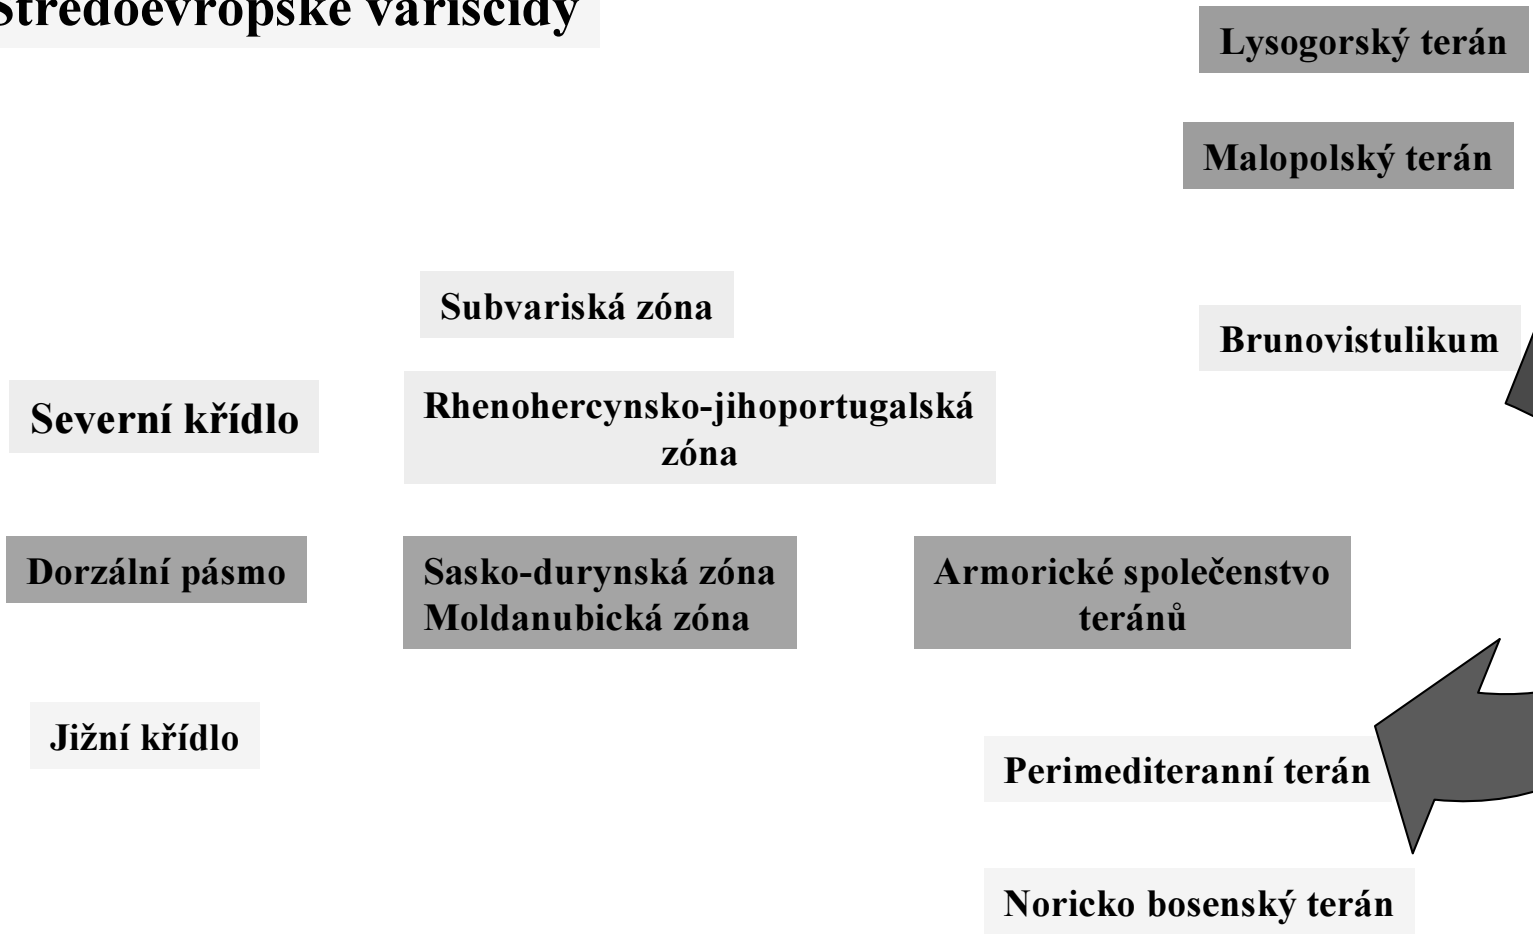 Středoevropské variscidy
Lysogorský terán
Malopolský terán
Subvariská zóna
Brunovistulikum
Severní křídlo
Rhenohercynsko-jihoportugalská
zóna
Dorzální pásmo
Sasko-durynská zóna
Moldanubická zóna
Armorické společenstvo
teránů
Jižní křídlo
Perimediteranní terán
Noricko bosenský terán